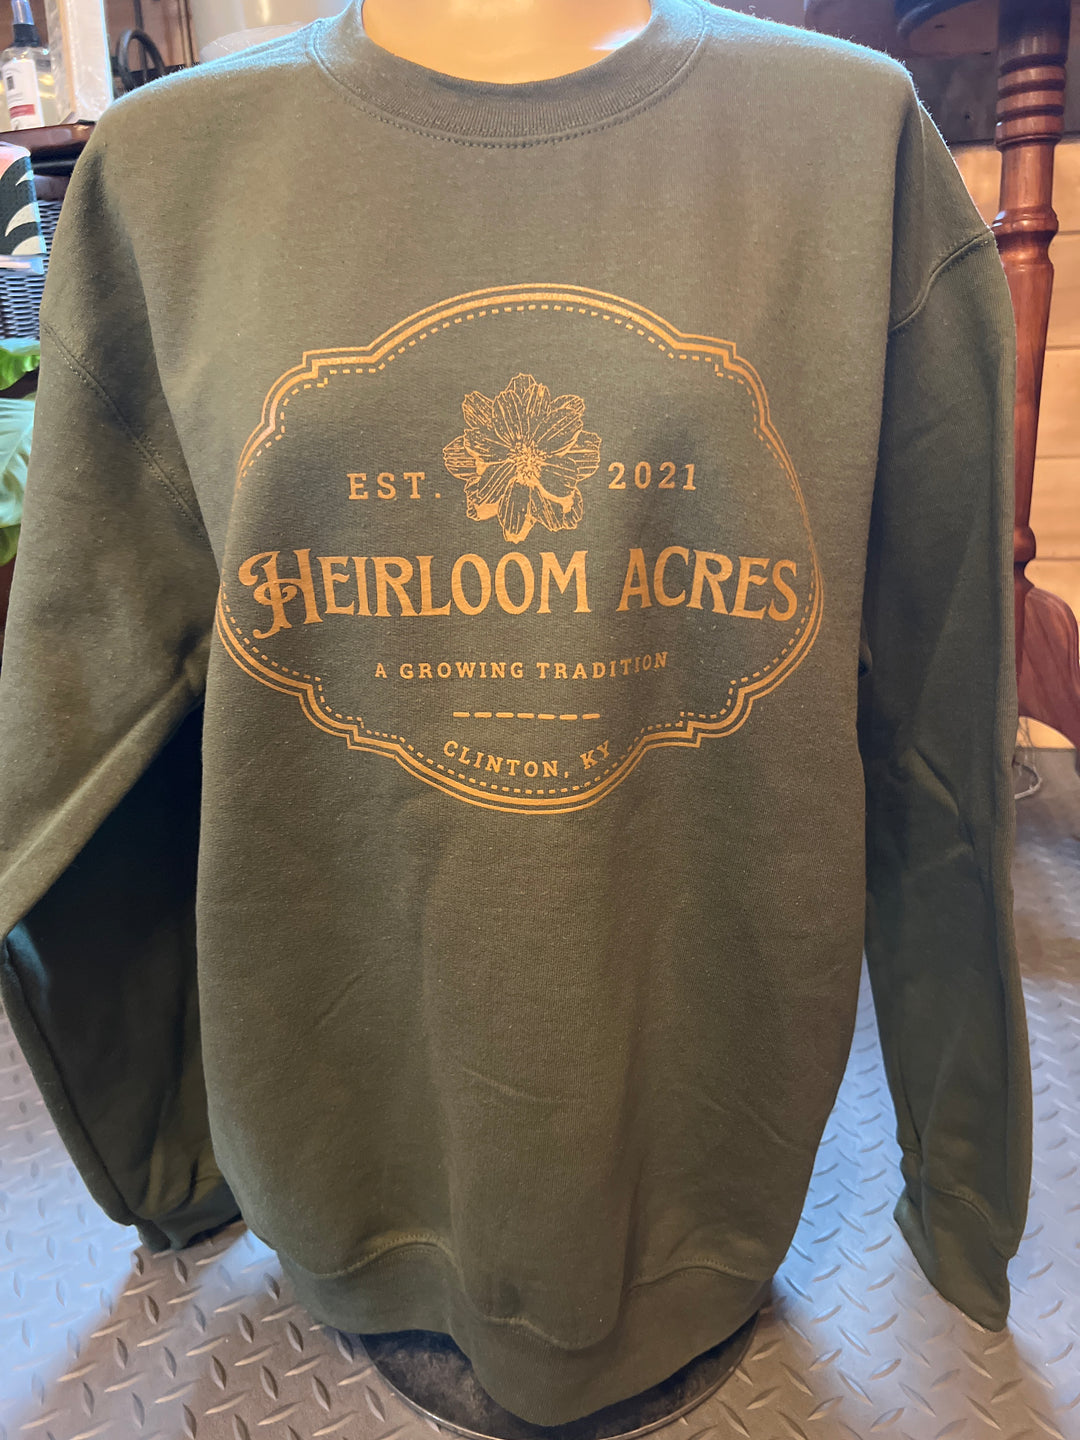 EST. 2021
HEIRLOOM ACRES
A GROWING TRADITION
CLINTON, KY